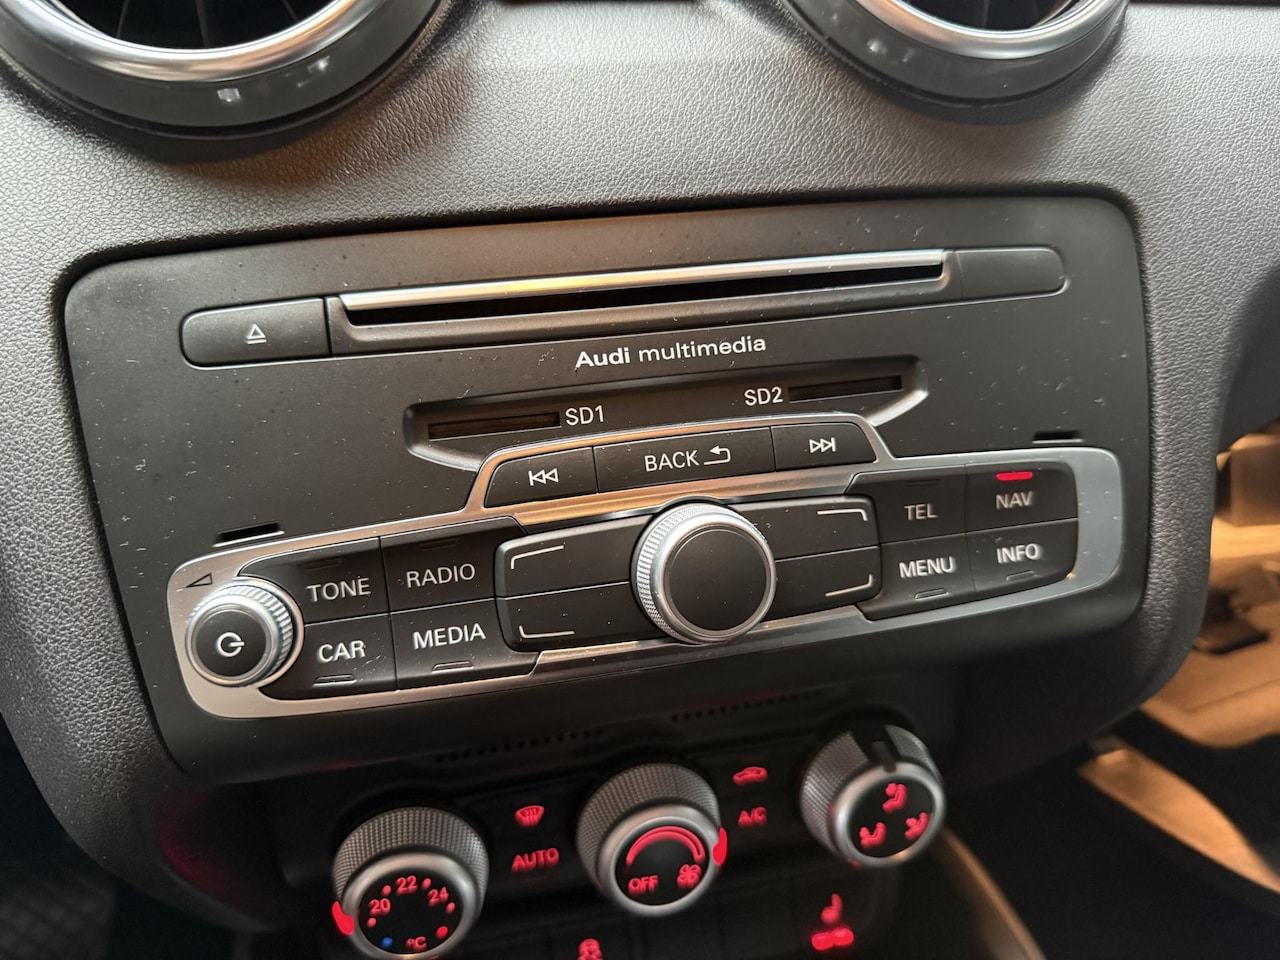 Audi multimedia
SD1
SD2
BACK
TEL
NAV
TONE
RADIO
MENU
INFO
CAR
MEDIA
A/C
AUTO
OFF
20
22
24
°C